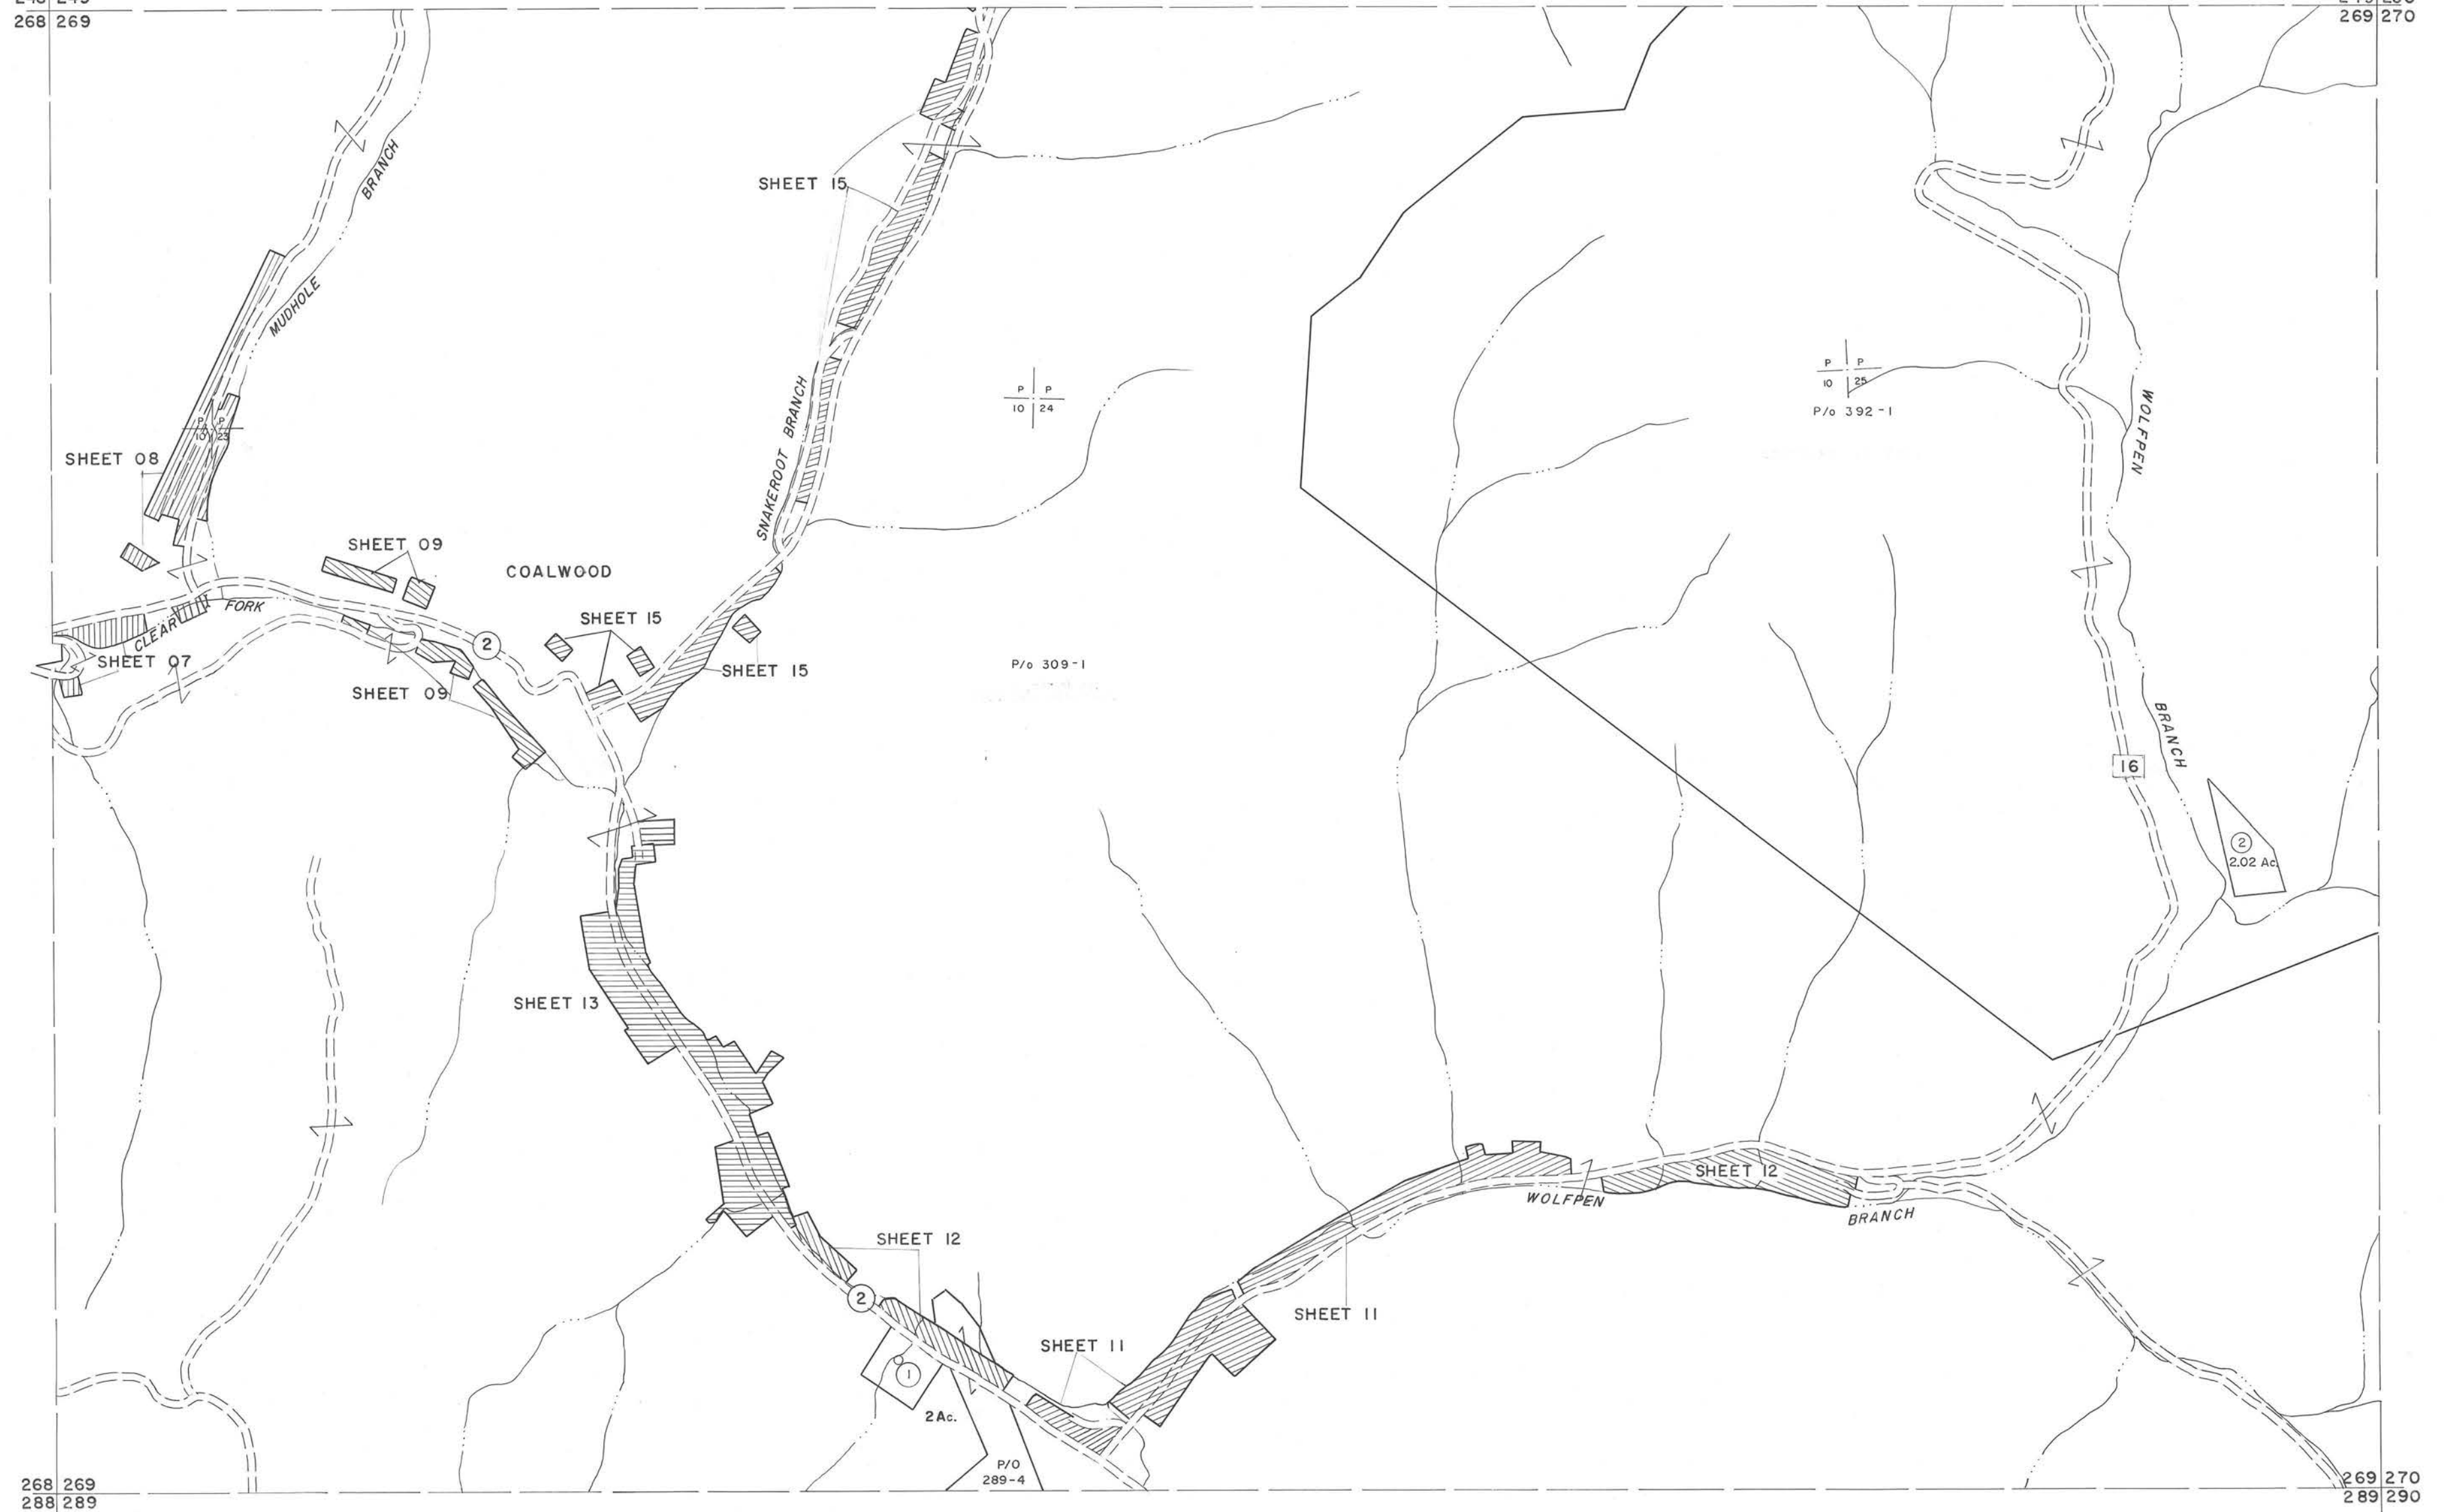 268 269
269 270
BRANCH
SHEET 15
MUDHOLE
SNAKEROOT BRANCH
P P
10 24
P P
10 25
P/o 392-1
WOLFPEN
P P
10 23
SHEET 08
SHEET 09
COALWOOD
FORK
SHEET 15
CLEAR
2
SHEET 07
SHEET 15
P/o 309-1
SHEET 09
BRANCH
16
2
2.02 Ac.
SHEET 13
SHEET 12
WOLFPEN
BRANCH
SHEET 12
2
SHEET 11
SHEET 11
1
2Ac.
P/O
289-4
268 269
288 289
269 270
289 290